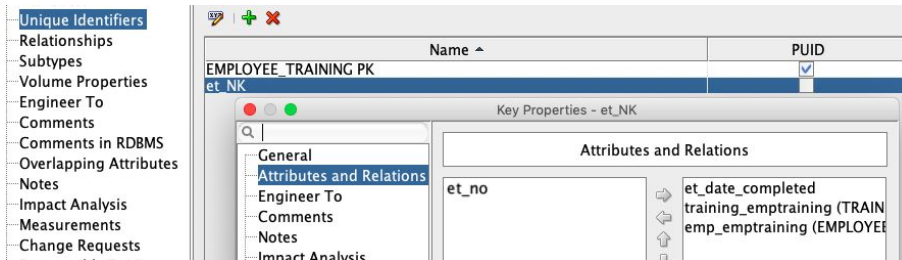 Unique Identifiers
Relationships
Subtypes
Volume Properties
Engineer To
Comments
Comments in RDBMS
Overlapping Attributes
Notes
Impact Analysis
Measurements
Change Requests
Name PUID
EMPLOYEE_TRAINING PK
et_NK
Key Properties - et_NK
General
Attributes and Relations
Engineer To
Comments
Notes
Impact Analysis
Attributes and Relations
et_no
et_date_completed
training_emptraining (TRAIN
emp_emptraining (EMPLOYEE